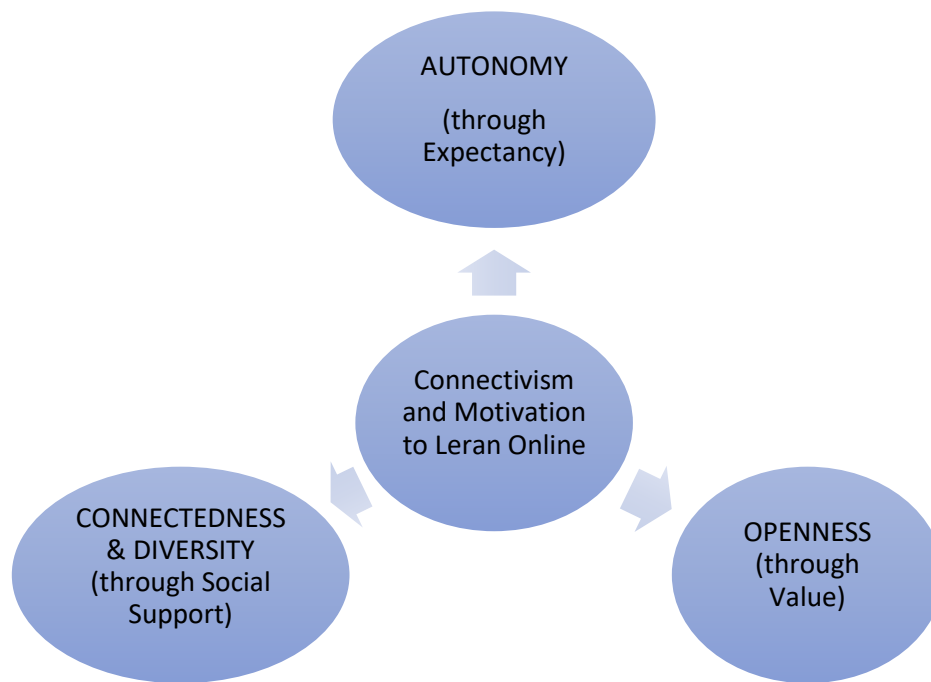 AUTONOMY
(through
Expectancy)
Connectivism
and Motivation
to Leran Online
CONNECTEDNESS
& DIVERSITY
(through Social
Support)
OPENNESS
(through
Value)